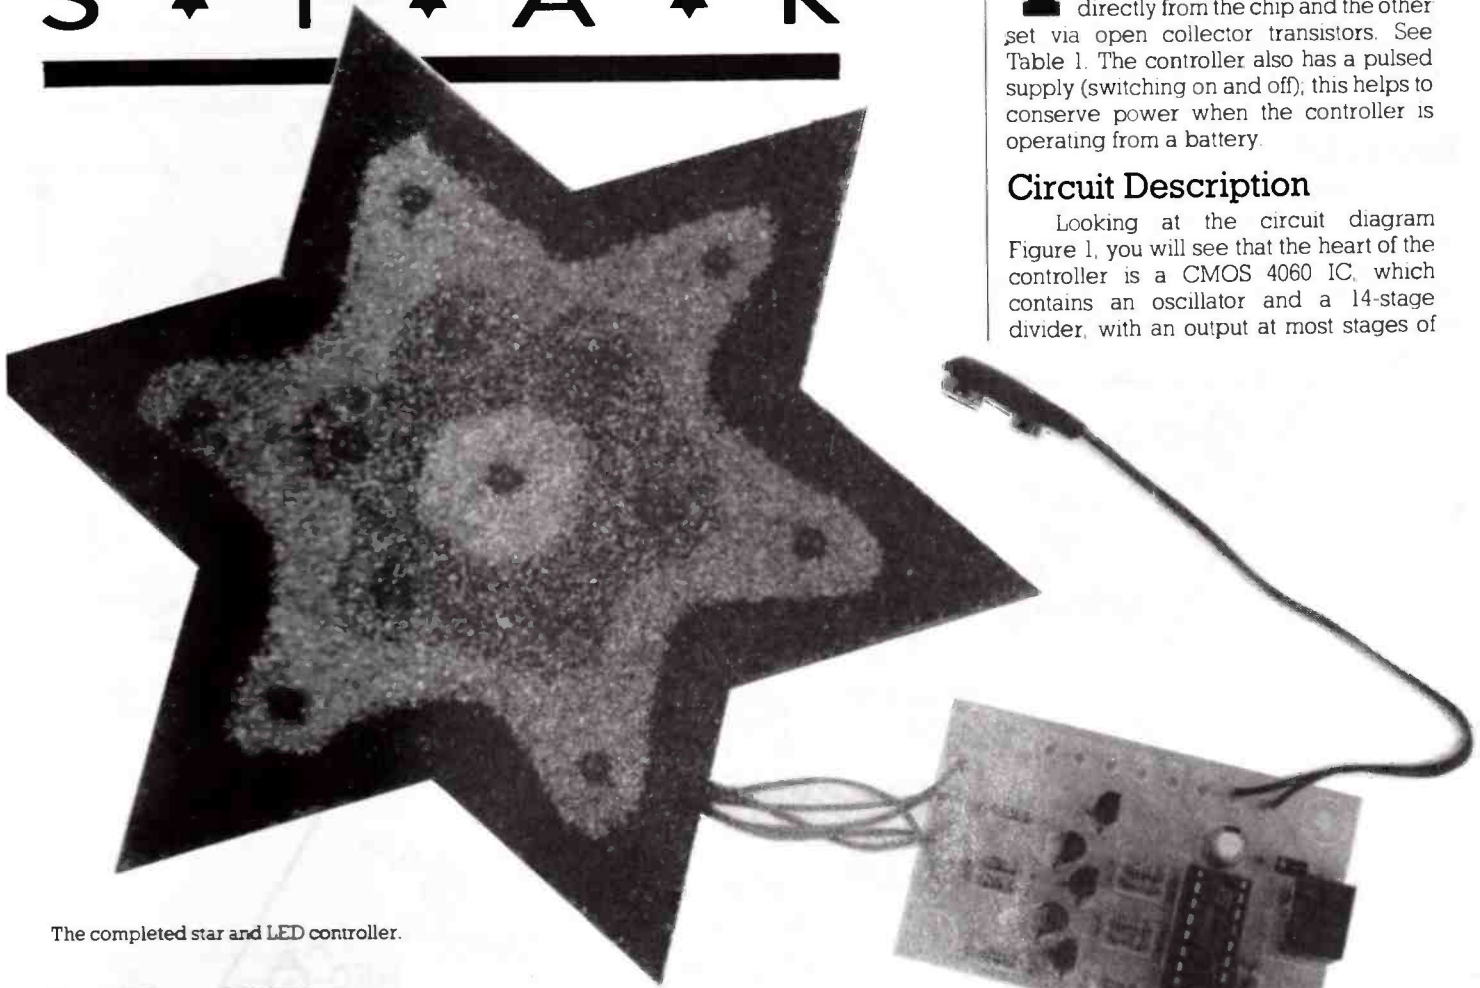 S T A R
directly from the chip and the other
set via open collector transistors. See
Table 1. The controller also has a pulsed
supply (switching on and off); this helps to
conserve power when the controller is
operating from a battery.
Circuit Description
Looking at the circuit diagram
Figure 1, you will see that the heart of the
controller is a CMOS 4060 IC, which
contains an oscillator and a 14-stage
divider, with an output at most stages of
The completed star and LED controller.